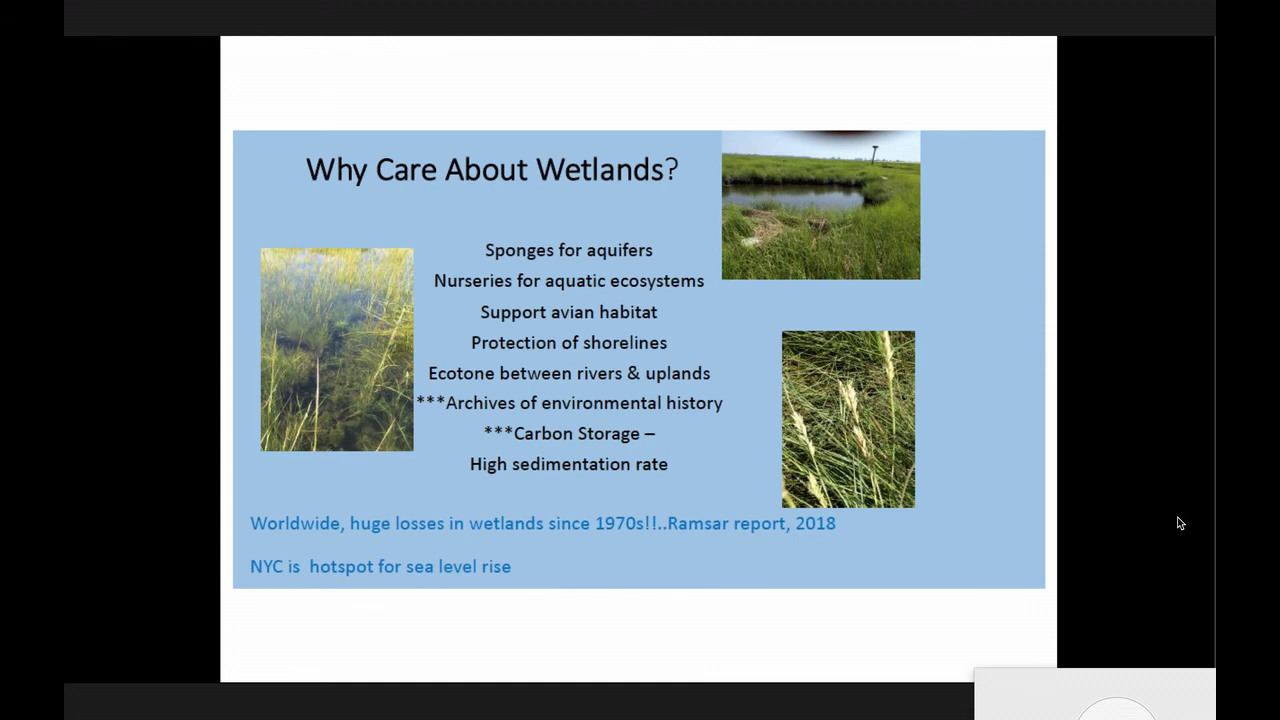 Why Care About Wetlands?
Sponges for aquifers
Nurseries for aquatic ecosystems
Support avian habitat
Protection of shorelines
Ecotone between rivers & uplands
***Archives of environmental history
***Carbon Storage –
High sedimentation rate
Worldwide, huge losses in wetlands since 1970s!!..Ramsar report, 2018
NYC is  hotspot for sea level rise